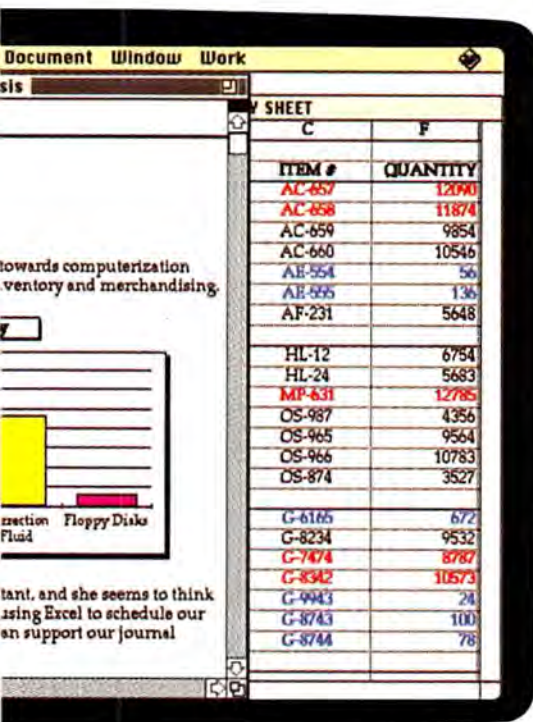 Document Window Work
sis
Y SHEET
C F
ITEM # QUANTITY
AC-657 12090
AC-658 11874
AC-659 9854
AC-660 10546
AE-554 56
AE-555 136
AF-231 5648
HL-12 6754
HL-24 5683
MP-631 12785
OS-987 4356
OS-965 9564
OS-966 10783
OS-874 3527
G-6165 672
G-8234 9532
G-7474 8787
G-8342 10573
G-9943 24
G-8743 100
G-8744 78
towards computerization
ventory and merchandising.
y
rrection Floppy Disks
Fluid
tant, and she seems to think
using Excel to schedule our
an support our journal